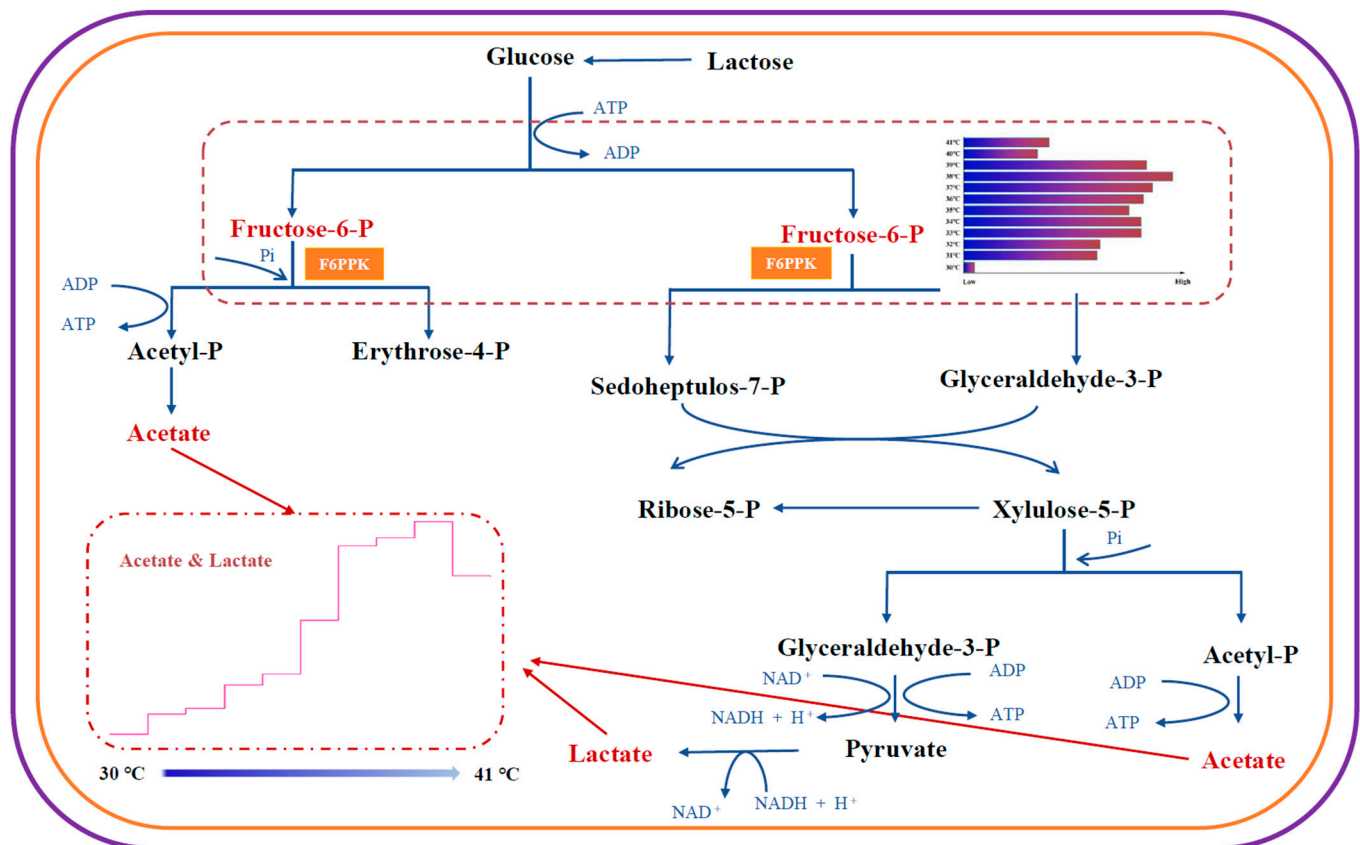 Glucose
Lactose
ATP
ADP
41°C
40°C
39°C
38°C
37°C
36°C
35°C
34°C
33°C
32°C
31°C
30°C
Low
High
Fructose-6-P
Fructose-6-P
Pi
F6PPK
F6PPK
ADP
ATP
Acetyl-P
Erythrose-4-P
Sedoheptulos-7-P
Glyceraldehyde-3-P
Acetate
Ribose-5-P
Xylulose-5-P
Pi
Acetate & Lactate
Glyceraldehyde-3-P
Acetyl-P
NAD+
ADP
ADP
NADH + H+
ATP
ATP
Lactate
Pyruvate
Acetate
30 °C
41 °C
NAD+
NADH + H+